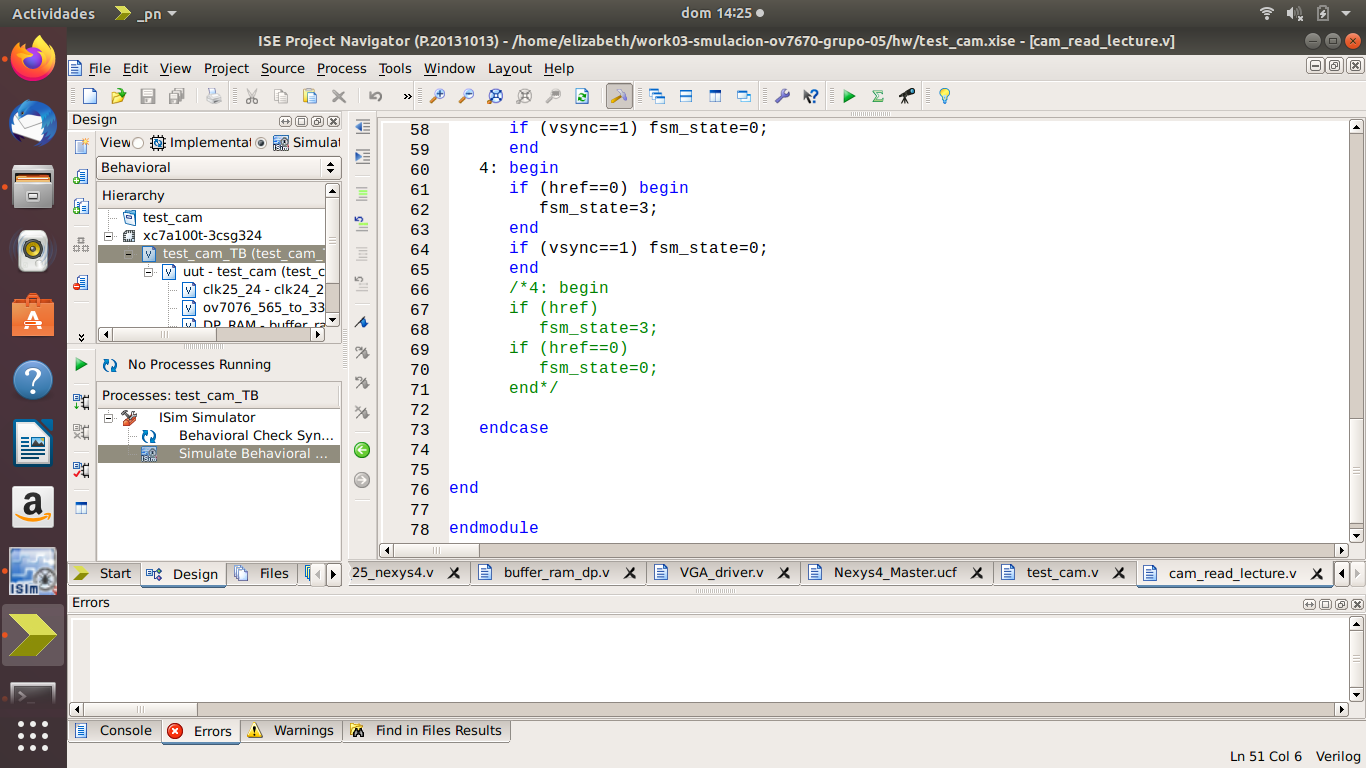 Actividades
_pn
dom 14:25
ISE Project Navigator (P.20131013) - /home/elizabeth/work03-smulacion-ov7670-grupo-05/hw/test_cam.xise - [cam_read_lecture.v]
File Edit View Project Source Process Tools Window Layout Help
Design
View: Implementat Simulat
Behavioral
Hierarchy
test_cam
xc7a100t-3csg324
test_cam_TB (test_cam_
uut - test_cam (test_c
clk25_24 - clk24_2
ov7076_565_to_33
DP_RAM - buffer_ra
No Processes Running
Processes: test_cam_TB
ISim Simulator
Behavioral Check Syn...
Simulate Behavioral ...
Start Design Files
58 if (vsync==1) fsm_state=0;
59 end
60 4: begin
61 if (href==0) begin
62 fsm_state=3;
63 end
64 if (vsync==1) fsm_state=0;
65 end
66 /*4: begin
67 if (href)
68 fsm_state=3;
69 if (href==0)
70 fsm_state=0;
71 end*/
72
73 endcase
74
75
76 end
77
78 endmodule
25_nexys4.v buffer_ram_dp.v VGA_driver.v Nexys4_Master.ucf test_cam.v cam_read_lecture.v
Errors
Console Errors Warnings Find in Files Results
Ln 51 Col 6 Verilog
ISim